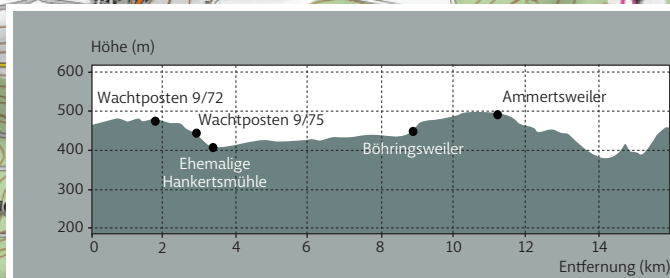 Höhe (m)
600
500
400
300
200
Wachtposten 9/72
Wachtposten 9/75
Ehemalige
Hankertsmühle
Böhringsweiler
Ammertsweiler
0 2 4 6 8 10 12 14
Entfernung (km)